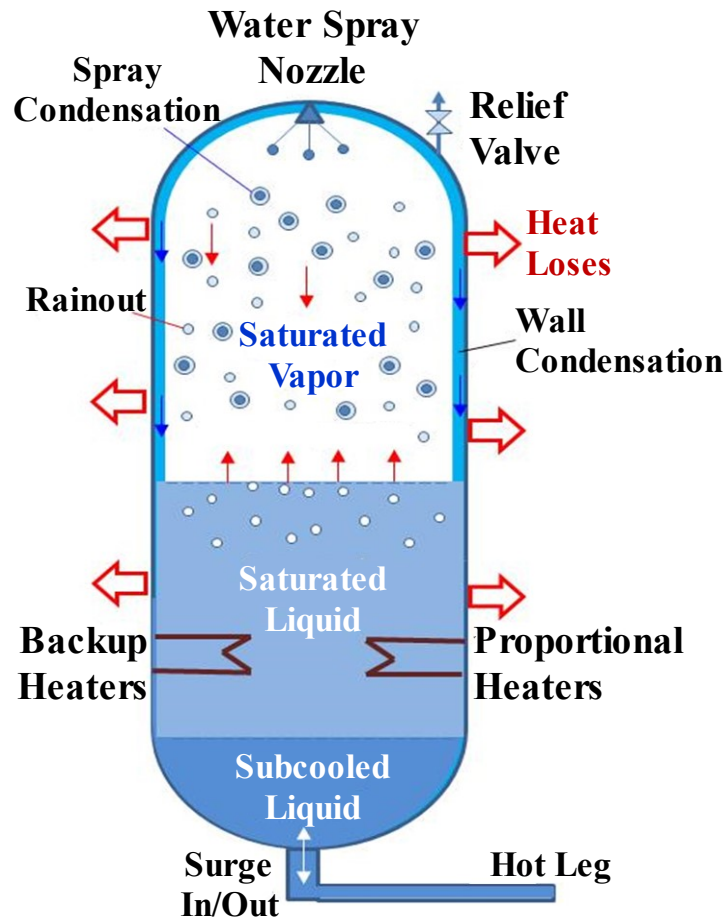 Water Spray
Nozzle
Spray
Condensation
Relief
Valve
Heat
Loses
Rainout
Saturated
Vapor
Wall
Condensation
Saturated
Liquid
Backup
Heaters
Proportional
Heaters
Subcooled
Liquid
Surge
In/Out
Hot Leg